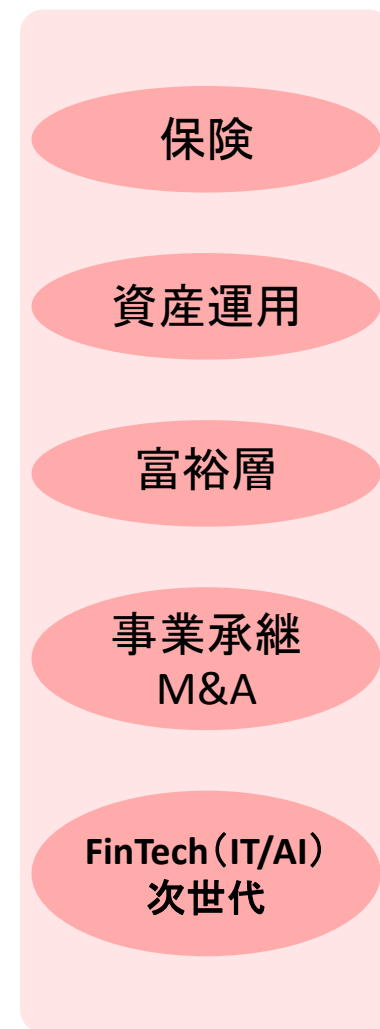 保険
資産運用
富裕層
事業承継
M&A
FinTech（IT/AI）
次世代